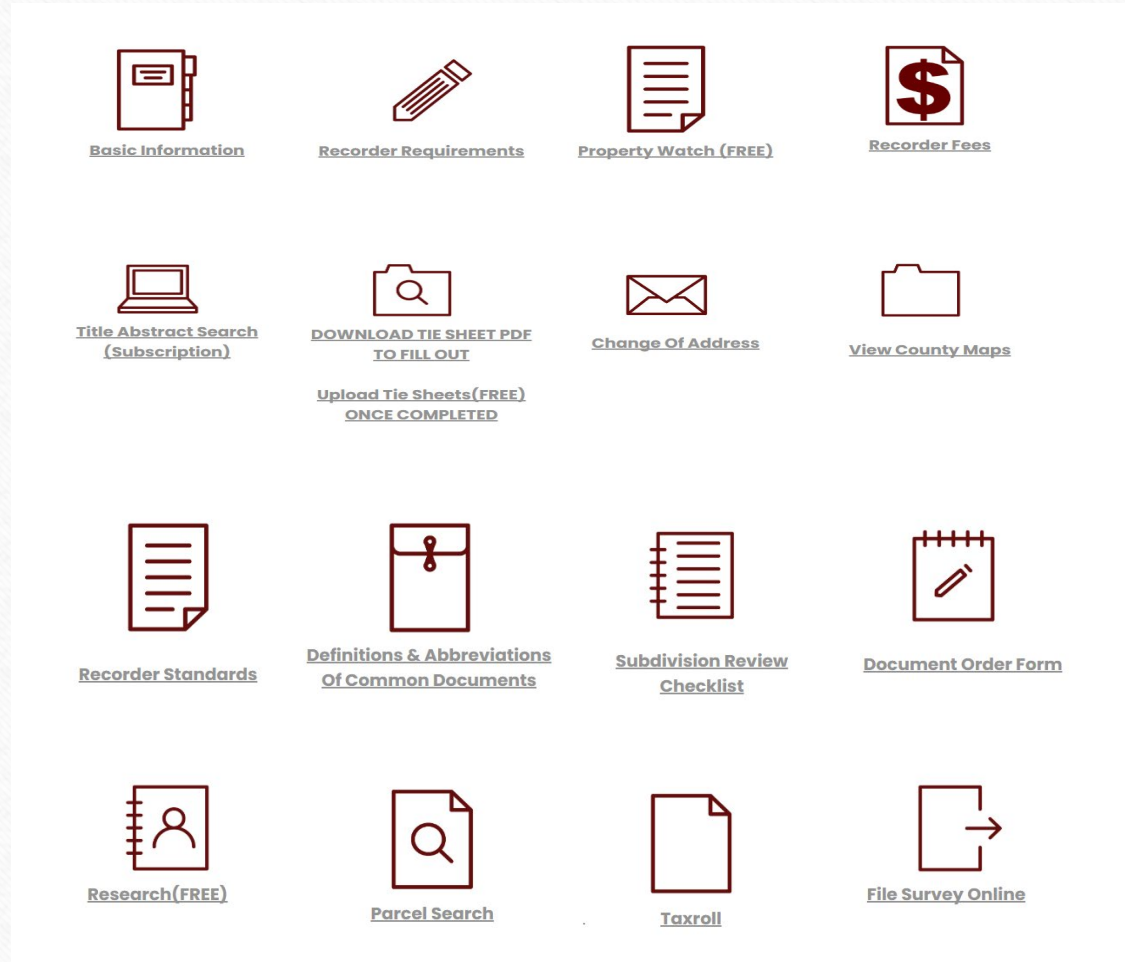 Basic Information
Recorder Requirements
Property Watch (FREE)
Recorder Fees
Title Abstract Search
(Subscription)
DOWNLOAD TIE SHEET PDF
TO FILL OUT
Upload Tie Sheets(FREE)
ONCE COMPLETED
Change Of Address
View County Maps
Recorder Standards
Definitions & Abbreviations
Of Common Documents
Subdivision Review
Checklist
Document Order Form
Research(FREE)
Parcel Search
.
Taxroll
File Survey Online